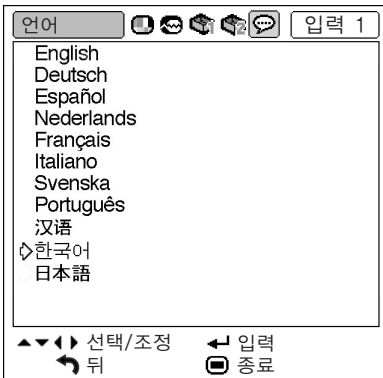 언어 입력 1
English
Deutsch
Español
Nederlands
Français
Italiano
Svenska
Português
汉语
한국어
日本語
선택/조정 입력
뒤 종료